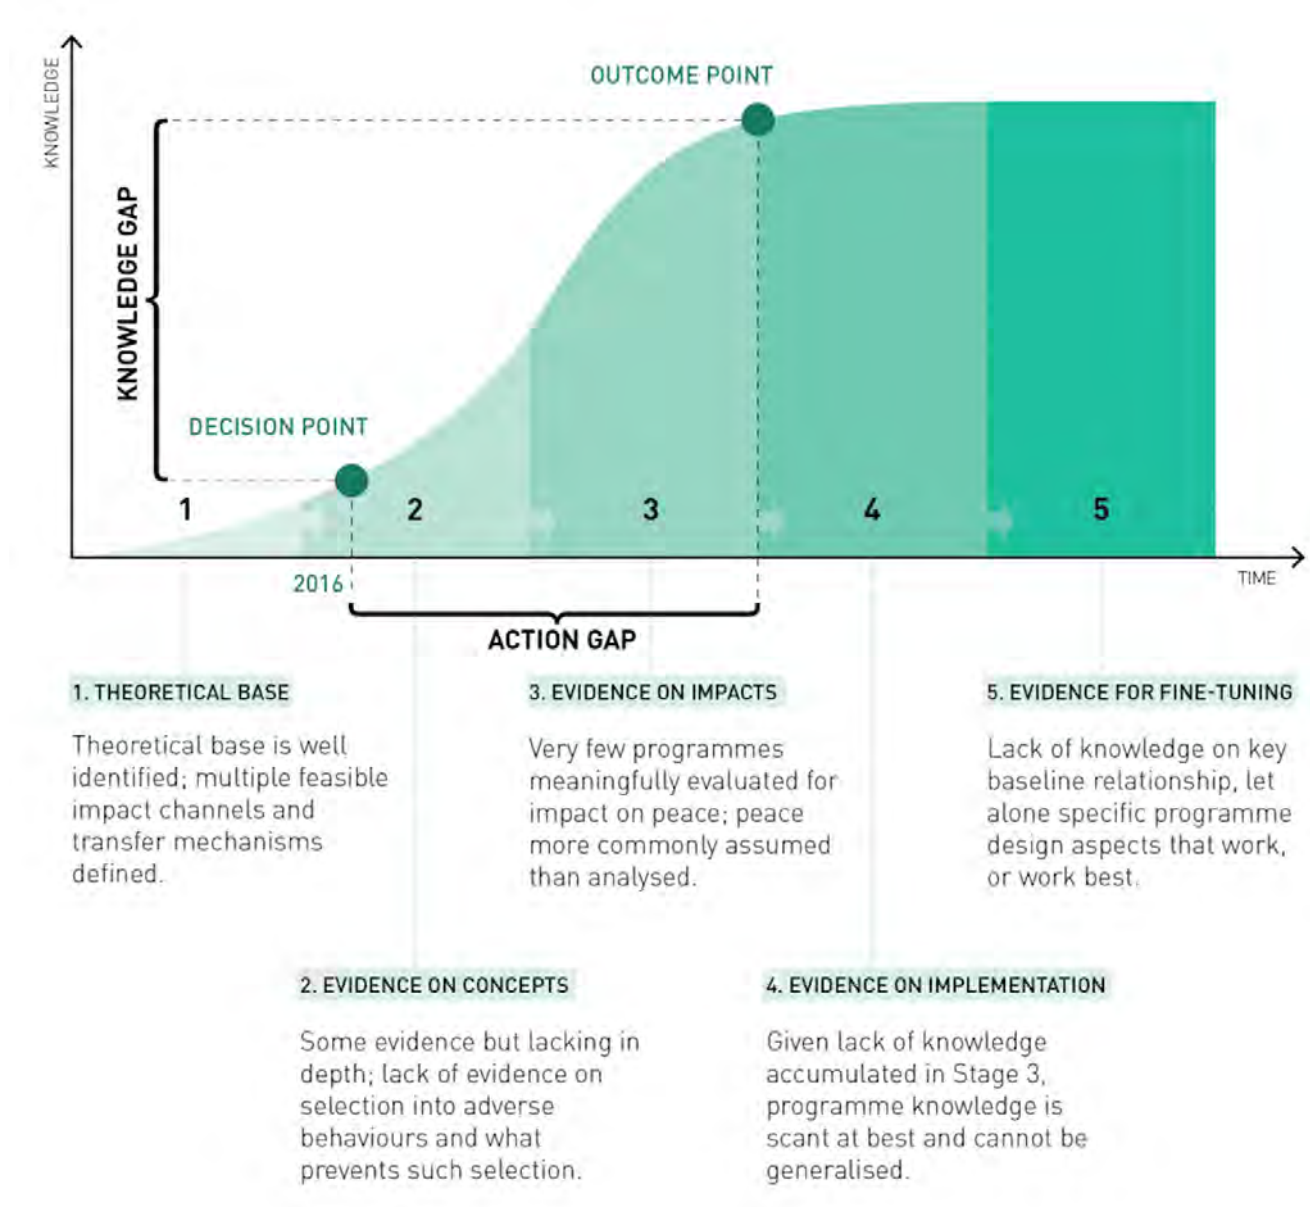 KNOWLEDGE
OUTCOME POINT
KNOWLEDGE GAP
DECISION POINT
1
2
3
4
5
2016
TIME
ACTION GAP
1. THEORETICAL BASE
Theoretical base is well
identified; multiple feasible
impact channels and
transfer mechanisms
defined.
3. EVIDENCE ON IMPACTS
Very few programmes
meaningfully evaluated for
impact on peace; peace
more commonly assumed
than analysed.
5. EVIDENCE FOR FINE-TUNING
Lack of knowledge on key
baseline relationship, let
alone specific programme
design aspects that work,
or work best.
2. EVIDENCE ON CONCEPTS
Some evidence but lacking in
depth; lack of evidence on
selection into adverse
behaviours and what
prevents such selection.
4. EVIDENCE ON IMPLEMENTATION
Given lack of knowledge
accumulated in Stage 3,
programme knowledge is
scant at best and cannot be
generalised.